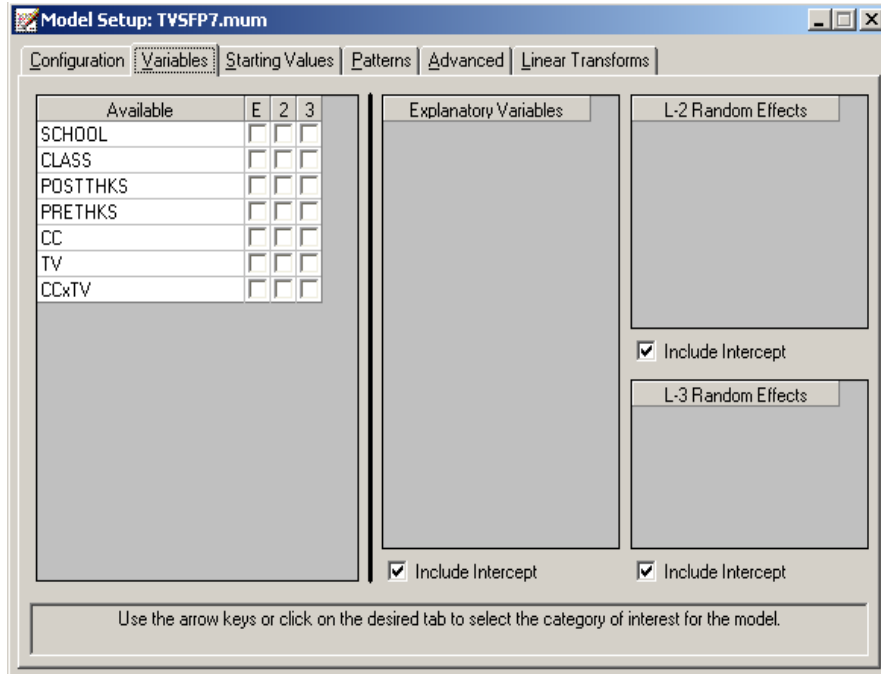 Model Setup: TVSFP7.mum
Configuration Variables Starting Values Patterns Advanced Linear Transforms
Available E 2 3
SCHOOL
CLASS
POSTTHKS
PRETHKS
CC
TV
CCxTV
Explanatory Variables
Include Intercept
L-2 Random Effects
Include Intercept
L-3 Random Effects
Include Intercept
Use the arrow keys or click on the desired tab to select the category of interest for the model.